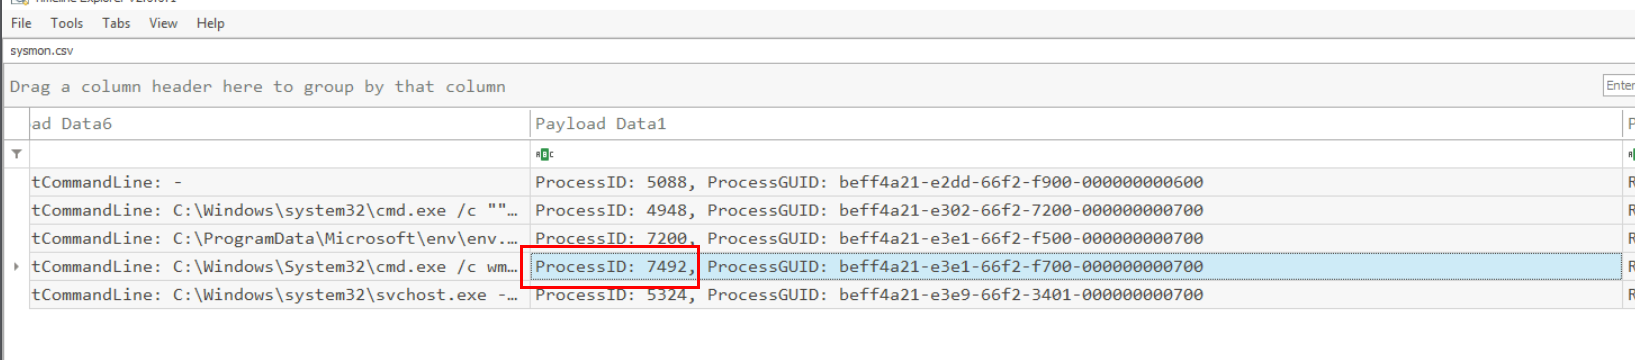 File Tools Tabs View Help
sysmon.csv
Drag a column header here to group by that column
Enter
ad Data6 Payload Data1 P
tCommandLine: - ProcessID: 5088, ProcessGUID: beff4a21-e2dd-66f2-f900-000000000600 R
tCommandLine: C:\Windows\system32\cmd.exe /c ""… ProcessID: 4948, ProcessGUID: beff4a21-e302-66f2-7200-000000000700 R
tCommandLine: C:\ProgramData\Microsoft\env\env.… ProcessID: 7200, ProcessGUID: beff4a21-e3e1-66f2-f500-000000000700 R
tCommandLine: C:\Windows\System32\cmd.exe /c wm… ProcessID: 7492, ProcessGUID: beff4a21-e3e1-66f2-f700-000000000700 R
tCommandLine: C:\Windows\system32\svchost.exe -… ProcessID: 5324, ProcessGUID: beff4a21-e3e9-66f2-3401-000000000700 R